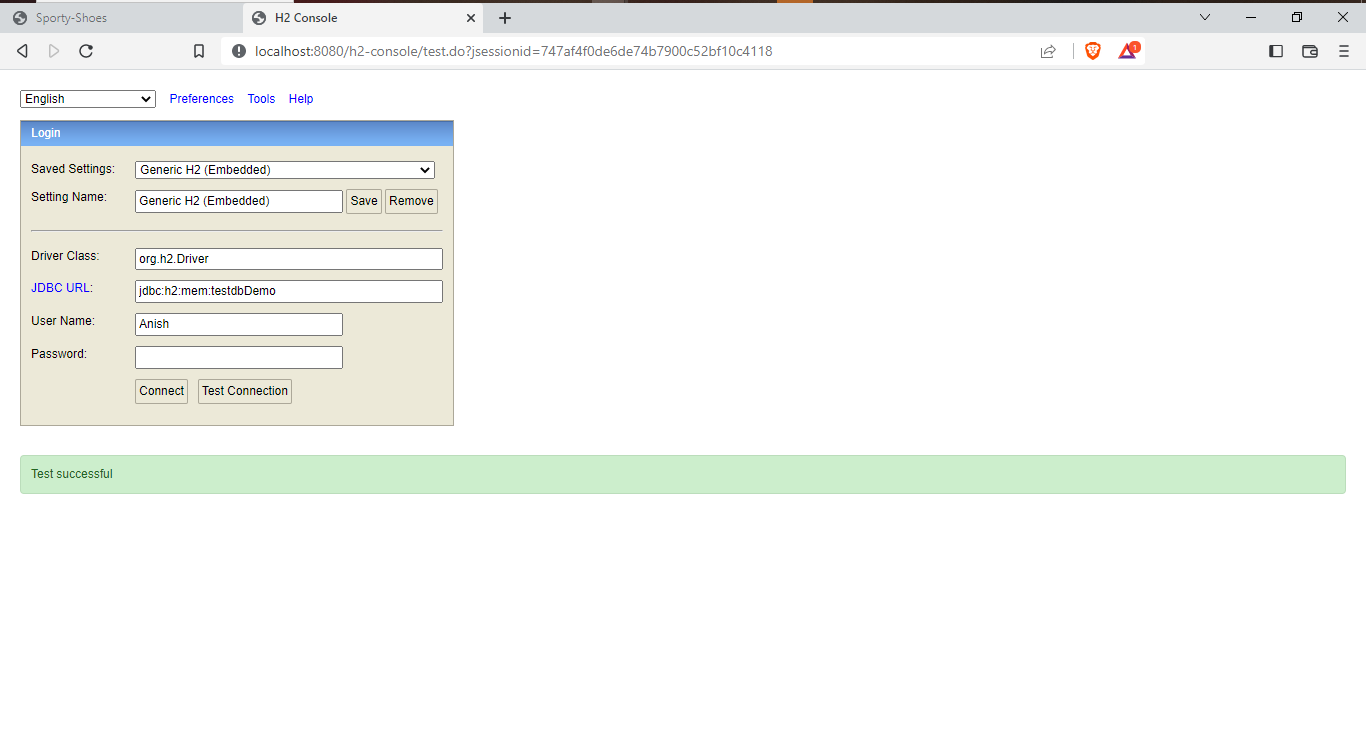 Sporty-Shoes
H2 Console
localhost:8080/h2-console/test.do?jsessionid=747af4f0de6de74b7900c52bf10c4118
1
English Preferences Tools Help
Login
Saved Settings: Generic H2 (Embedded)
Setting Name: Generic H2 (Embedded) Save Remove
Driver Class: org.h2.Driver
JDBC URL: jdbc:h2:mem:testdbDemo
User Name: Anish
Password:
Connect Test Connection
Test successful